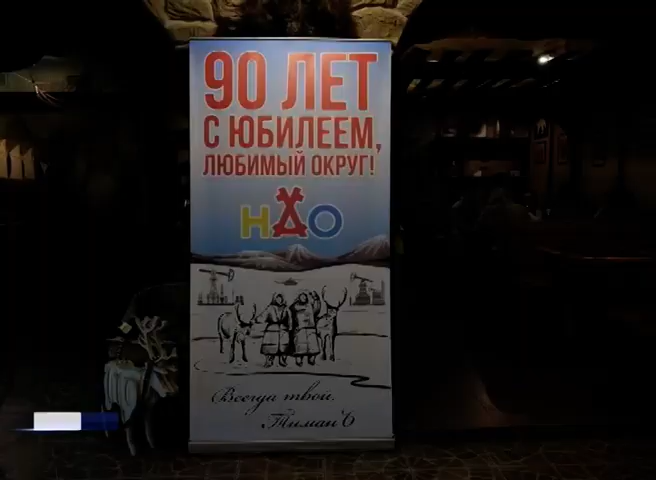 90 ЛЕТ
С ЮБИЛЕЕМ,
ЛЮБИМЫЙ ОКРУГ!
НАО
Всегда твой,
Тиман'6